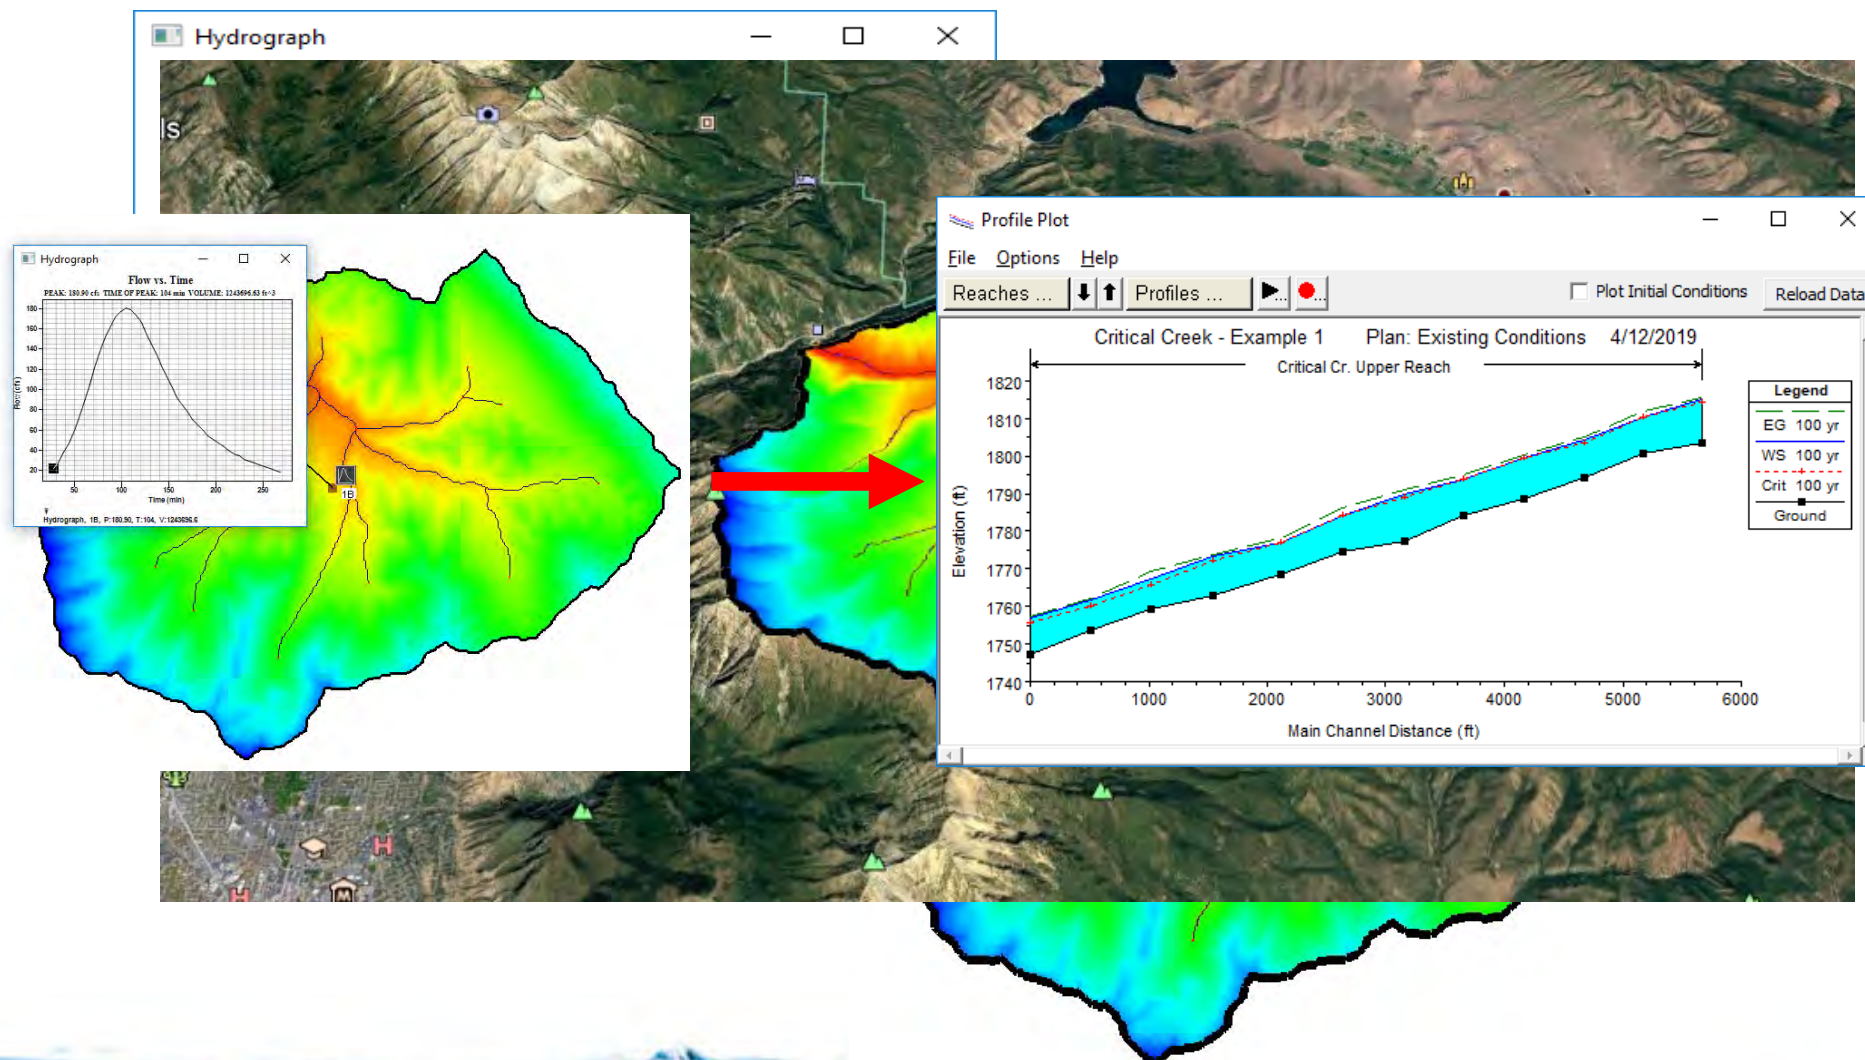 Hydrograph
ls
Hydrograph
Flow vs. Time
PEAK: 180.90 cfs TIME OF PEAK: 104 min VOLUME: 1243696.63 ft^3
180
160
140
120
100
80
60
40
20
Flow (cfs)
50 100 150 200 250
Time (min)
Hydrograph, 1B, P:180.90, T:104, V:1243696.6
1B
Profile Plot
File Options Help
Reaches ... Profiles ... Plot Initial Conditions Reload Data
Critical Creek - Example 1 Plan: Existing Conditions 4/12/2019
Critical Cr. Upper Reach
1820
1810
1800
1790
1780
1770
1760
1750
1740
Elevation (ft)
0 1000 2000 3000 4000 5000 6000
Main Channel Distance (ft)
Legend
EG 100 yr
WS 100 yr
Crit 100 yr
Ground
H
H
M